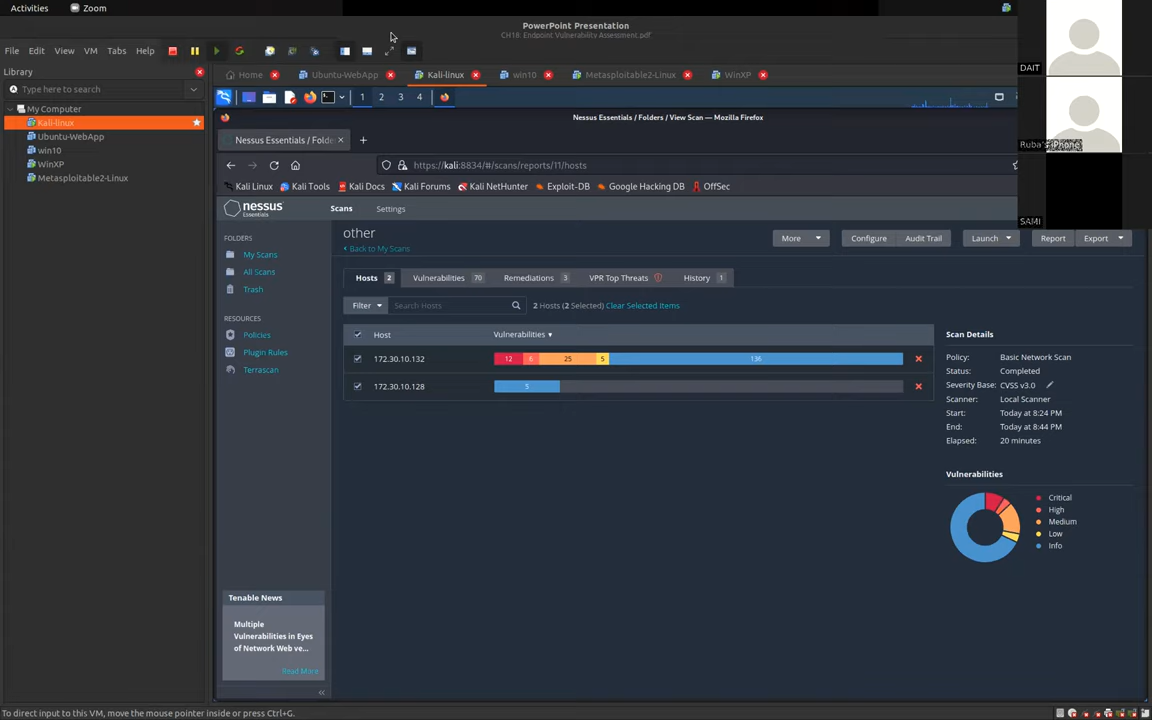 Activities Zoom
PowerPoint Presentation
CH18: Endpoint Vulnerability Assessment.pdf
File Edit View VM Tabs Help
Library
Type here to search
My Computer
Kali-linux
Ubuntu-WebApp
win10
WinXP
Metasploitable2-Linux
Home Ubuntu-WebApp Kali-linux win10 Metasploitable2-Linux WinXP
1 2 3 4
Nessus Essentials / Folders / View Scan — Mozilla Firefox
Nessus Essentials / Folde
https://kali:8834/#/scans/reports/11/hosts
Kali Linux Kali Tools Kali Docs Kali Forums Kali NetHunter Exploit-DB Google Hacking DB OffSec
nessus Essentials
Scans Settings
FOLDERS
My Scans
All Scans
Trash
RESOURCES
Policies
Plugin Rules
Terrascan
Tenable News
Multiple
Vulnerabilities in Eyes
of Network Web ve...
Read More
other
Back to My Scans
More Configure Audit Trail Launch Report Export
Hosts 2 Vulnerabilities 70 Remediations 3 VPR Top Threats History 1
Filter Search Hosts 2 Hosts (2 Selected) Clear Selected Items
Host Vulnerabilities
172.30.10.132 12 6 25 5 136
172.30.10.128 5
Scan Details
Policy: Basic Network Scan
Status: Completed
Severity Base: CVSS v3.0
Scanner: Local Scanner
Start: Today at 8:24 PM
End: Today at 8:44 PM
Elapsed: 20 minutes
Vulnerabilities
Critical
High
Medium
Low
Info
DAIT
Ruba's iPhone
SAMI
To direct input to this VM, move the mouse pointer inside or press Ctrl+G.